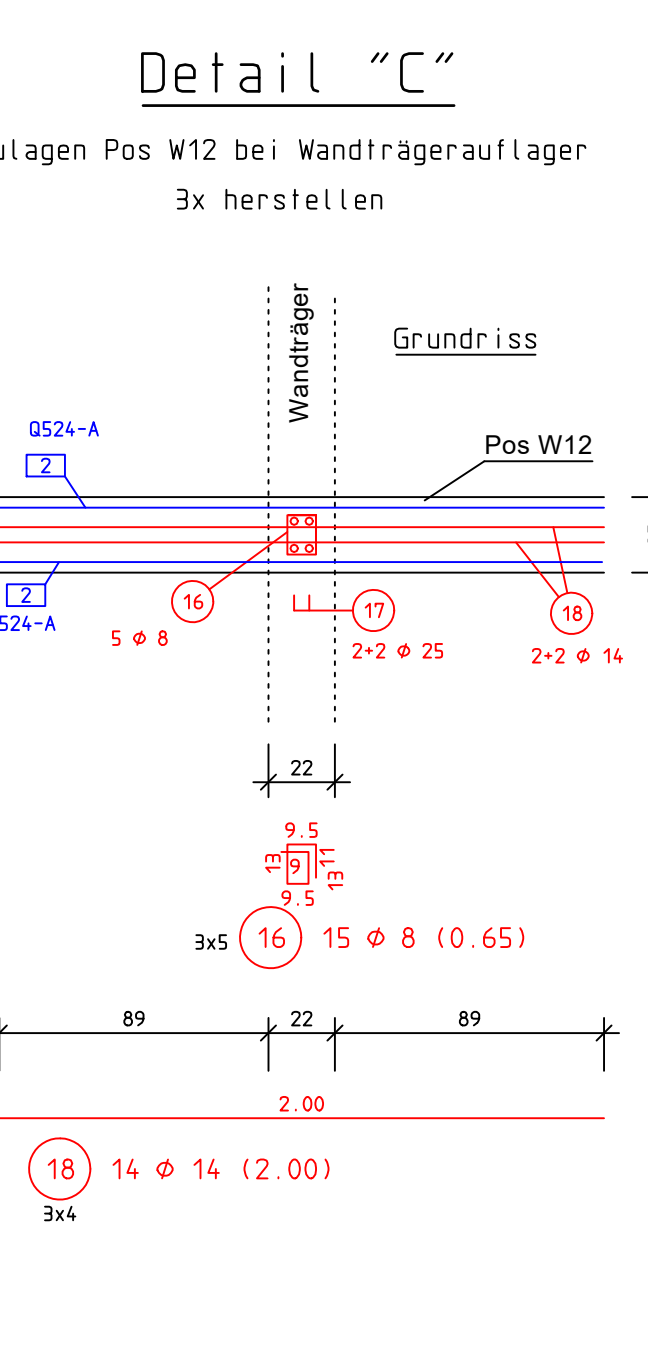 Detail "C"
ulagen Pos W12 bei Wandträgerauflager
3x herstellen
Wandträger
Grundriss
Q524-A
2
Pos W12
2
524-A
16
5 Ø 8
17
2+2 Ø 25
18
2+2 Ø 14
22
9.5
13
9
11
13
9.5
3x5 16 15 Ø 8 (0.65)
89 22 89
2.00
18 14 Ø 14 (2.00)
3x4